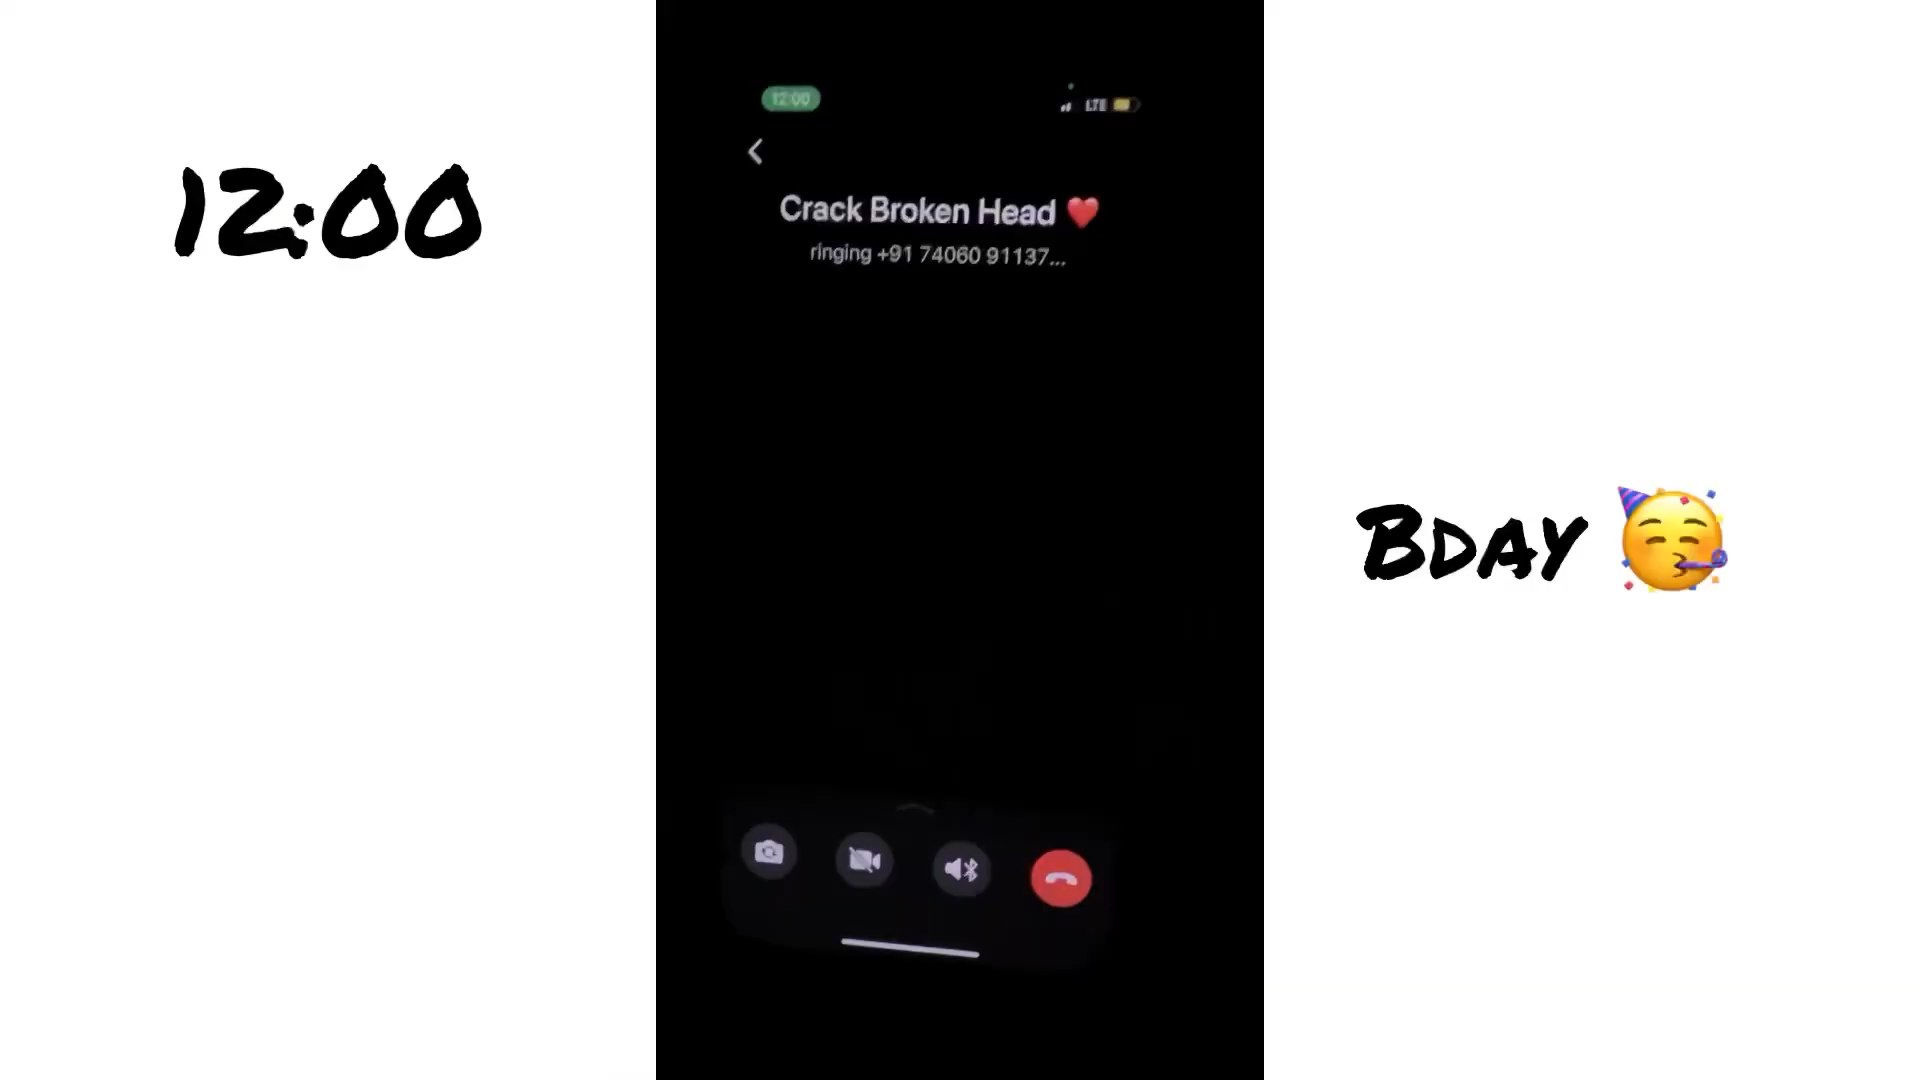 12:00
12:00
LTE
Crack Broken Head ❤️
ringing +91 74060 91137...
Bday 🥳